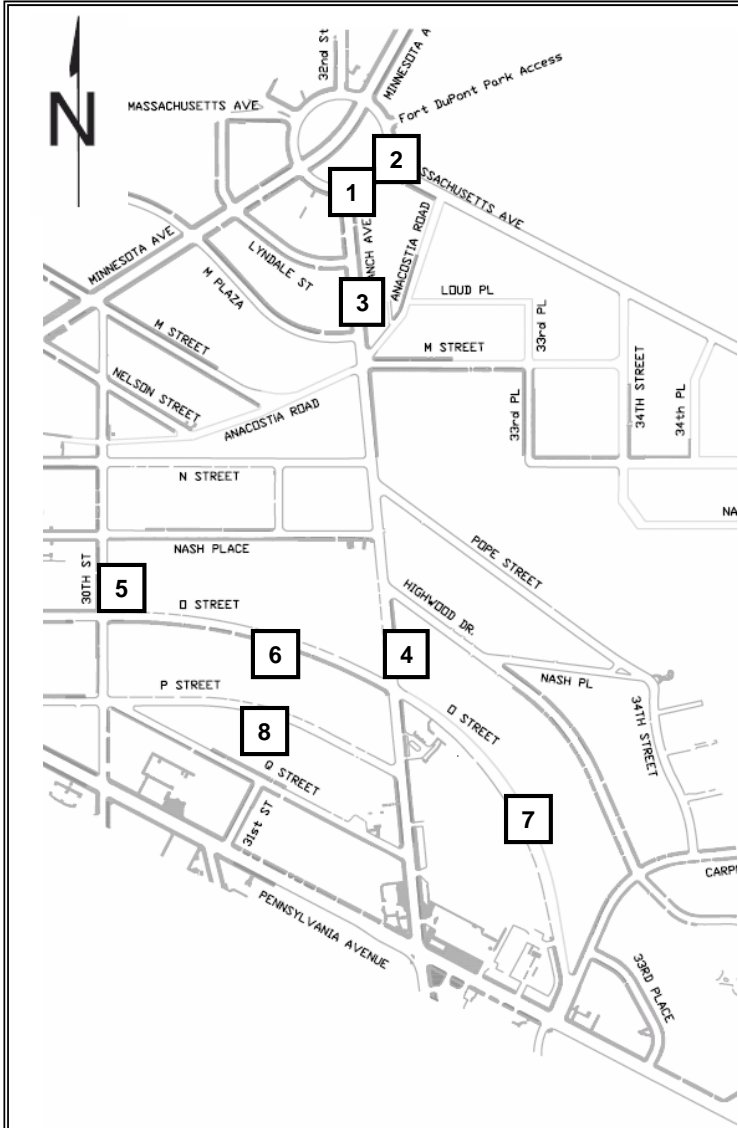 32nd St
MINNESOTA A
MASSACHUSETTS AVE
Fort DuPont Park Access
N
2
SSACHUSETTS AVE
1
MINNESOTA AVE
LYNDALE ST
ANCH AVE
ANACOSTIA ROAD
M PLAZA
3
LOUD PL
33rd PL
M STREET
M STREET
34TH STREET
34th PL
NELSON STREET
33rd PL
ANACOSTIA ROAD
N STREET
NA
NASH PLACE
POPE STREET
30TH ST
5
O STREET
HIGHWOOD DR.
6
4
NASH PL
P STREET
O STREET
34TH STREET
8
Q STREET
7
31st ST
CARP
PENNSYLVANIA AVENUE
33RD PLACE